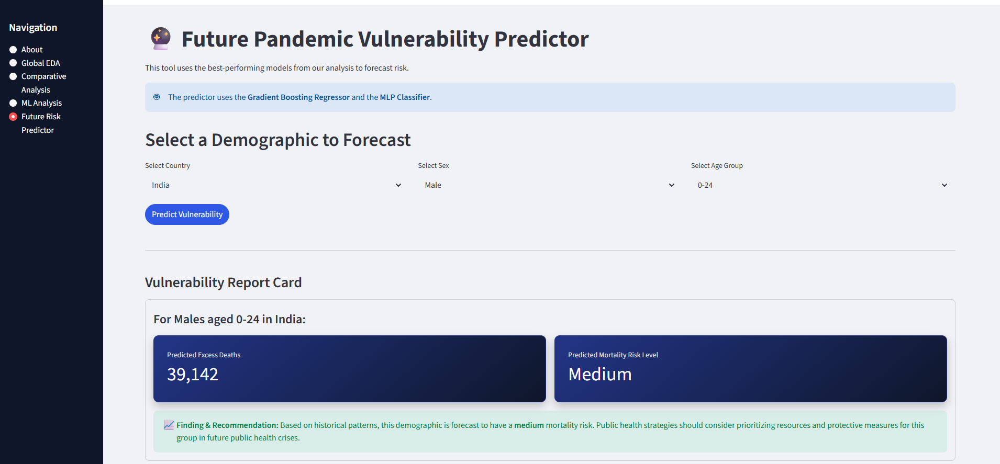 Navigation
About
Global EDA
Comparative
Analysis
ML Analysis
Future Risk
Predictor
Future Pandemic Vulnerability Predictor
This tool uses the best-performing models from our analysis to forecast risk.
The predictor uses the Gradient Boosting Regressor and the MLP Classifier.
Select a Demographic to Forecast
Select Country
India
Select Sex
Male
Select Age Group
0-24
Predict Vulnerability
Vulnerability Report Card
For Males aged 0-24 in India:
Predicted Excess Deaths
39,142
Predicted Mortality Risk Level
Medium
Finding & Recommendation: Based on historical patterns, this demographic is forecast to have a medium mortality risk. Public health strategies should consider prioritizing resources and protective measures for this
group in future public health crises.